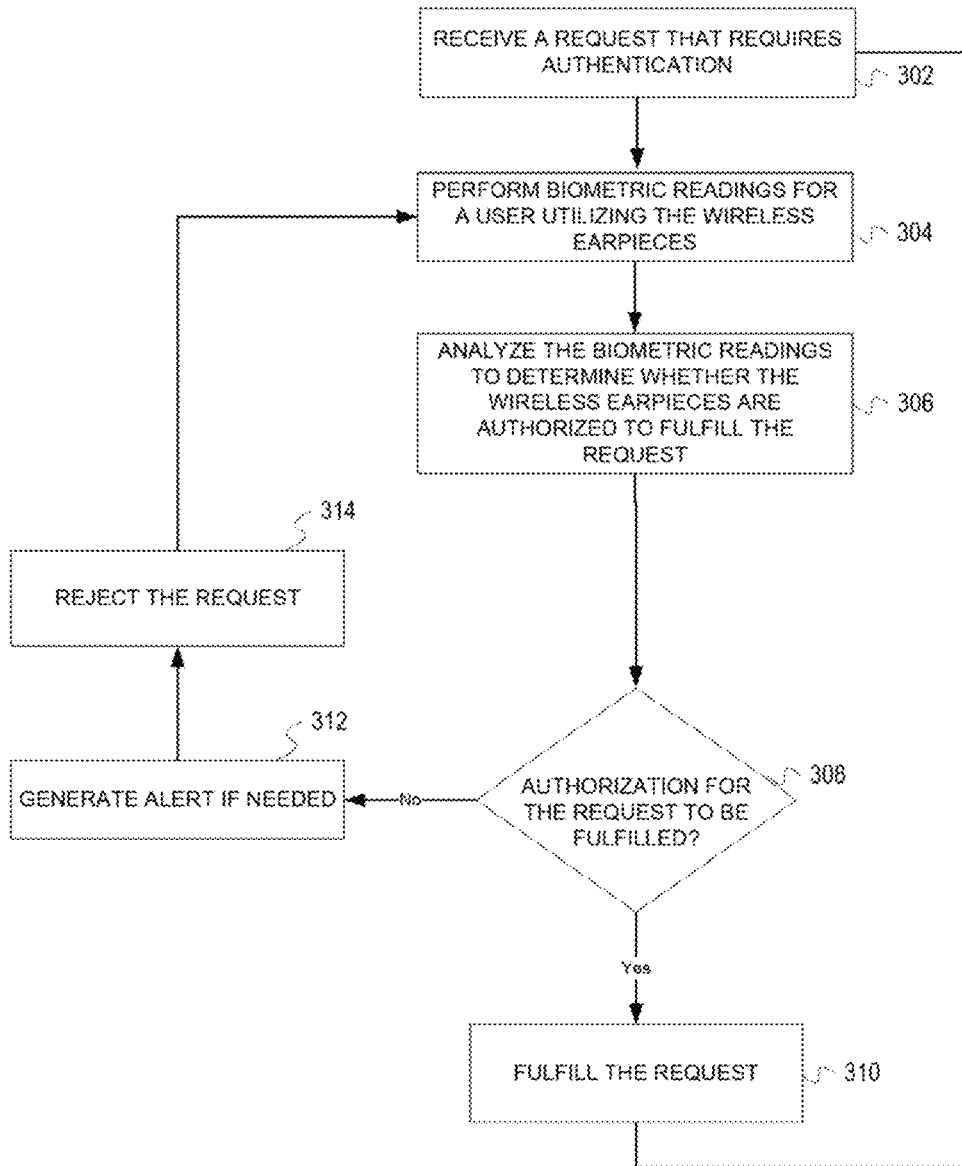 RECEIVE A REQUEST THAT REQUIRES
AUTHENTICATION
302
PERFORM BIOMETRIC READINGS FOR
A USER UTILIZING THE WIRELESS
EARPIECES
304
ANALYZE THE BIOMETRIC READINGS
TO DETERMINE WHETHER THE
WIRELESS EARPIECES ARE
AUTHORIZED TO FULFILL THE
REQUEST
306
314
REJECT THE REQUEST
312
GENERATE ALERT IF NEEDED
No
AUTHORIZATION FOR
THE REQUEST TO BE
FULFILLED?
308
Yes
FULFILL THE REQUEST
310